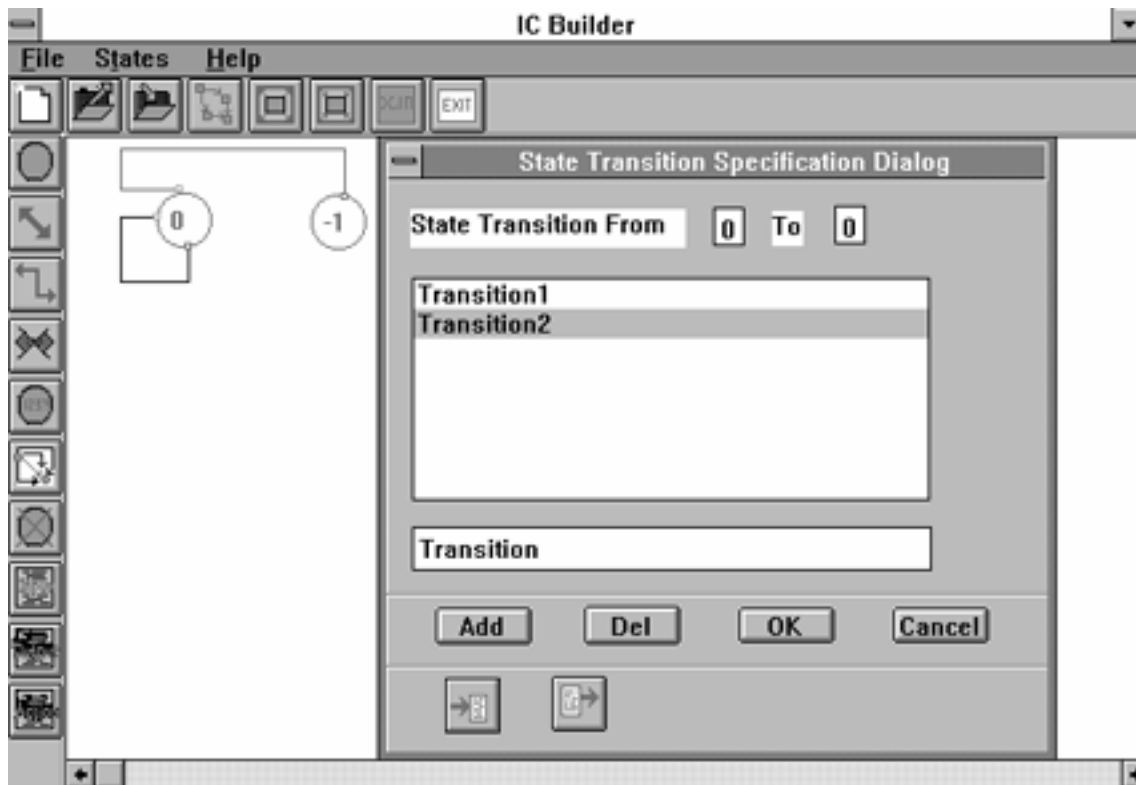 IC Builder
File States Help
EXIT
State Transition Specification Dialog
0 -1
State Transition From 0 To 0
Transition1
Transition2
Transition
Add Del OK Cancel